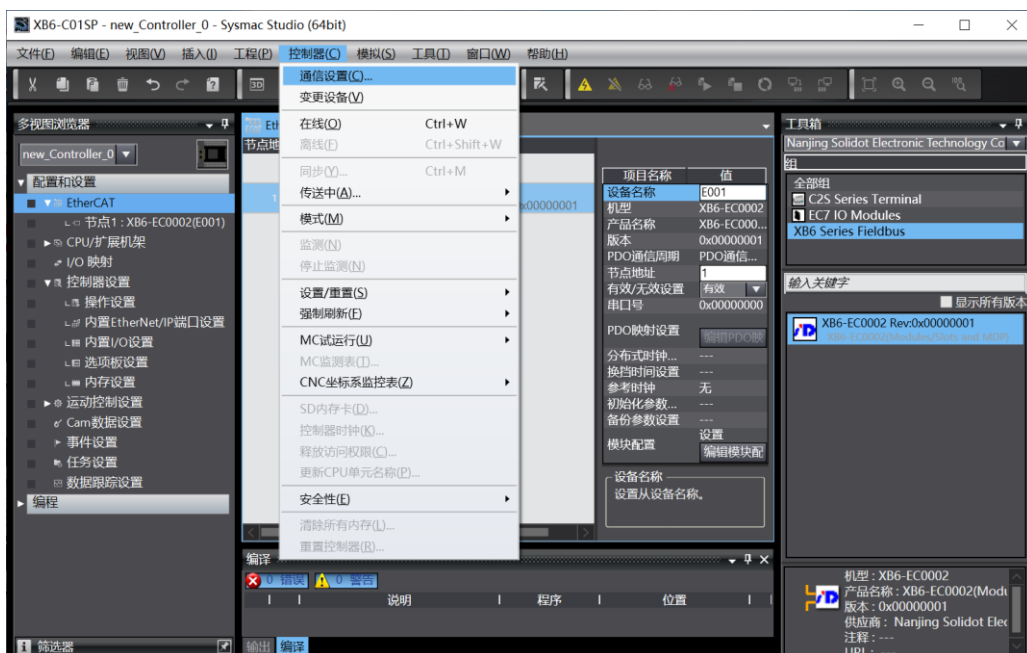 XB6-C01SP - new_Controller_0 - Sysmac Studio (64bit)
文件(F) 编辑(E) 视图(V) 插入(I) 工程(P) 控制器(C) 模拟(S) 工具(T) 窗口(W) 帮助(H)
多视图浏览器
new_Controller_0
配置和设置
EtherCAT
节点1 : XB6-EC0002(E001)
CPU/扩展机架
I/O 映射
控制器设置
操作设置
内置EtherNet/IP端口设置
内置I/O设置
选项板设置
内存设置
运动控制设置
Cam数据设置
事件设置
任务设置
数据跟踪设置
编程
筛选器
通信设置(C)...
变更设备(V)
在线(O) Ctrl+W
离线(F) Ctrl+Shift+W
同步(Y)... Ctrl+M
传送中(A)...
模式(M)
监测(N)
停止监测(N)
设置/重置(S)
强制刷新(F)
MC试运行(U)
MC监测表(T)...
CNC坐标系监控表(Z)
SD内存卡(D)...
控制器时钟(K)...
释放访问权限(C)...
更新CPU单元名称(P)...
安全性(E)
清除所有内存(L)...
重置控制器(R)...
Eth
节点地
1
0x00000001
项目名称 值
设备名称 E001
机型 XB6-EC0002
产品名称 XB6-EC000...
版本 0x00000001
PDO通信周期 PDO通信...
节点地址 1
有效/无效设置 有效
串口号 0x00000000
PDO映射设置 编辑PDO映
分布式时钟... ---
换挡时间设置 ---
参考时钟 无
初始化参数... ---
备份参数设置 ---
模块配置 设置
编辑模块配
设备名称
设置从设备名称。
编译
0 错误 0 警告
说明 程序 位置
输出 编译
工具箱
Nanjing Solidot Electronic Technology Co
组
全部组
C2S Series Terminal
EC7 IO Modules
XB6 Series Fieldbus
输入关键字
显示所有版本
XB6-EC0002 Rev:0x00000001
XB6-EC0002(Modules/Slots and MDP)
机型 : XB6-EC0002
产品名称 : XB6-EC0002(Modu
版本 : 0x00000001
供应商 : Nanjing Solidot Elec
注释 : ---
URL : ---